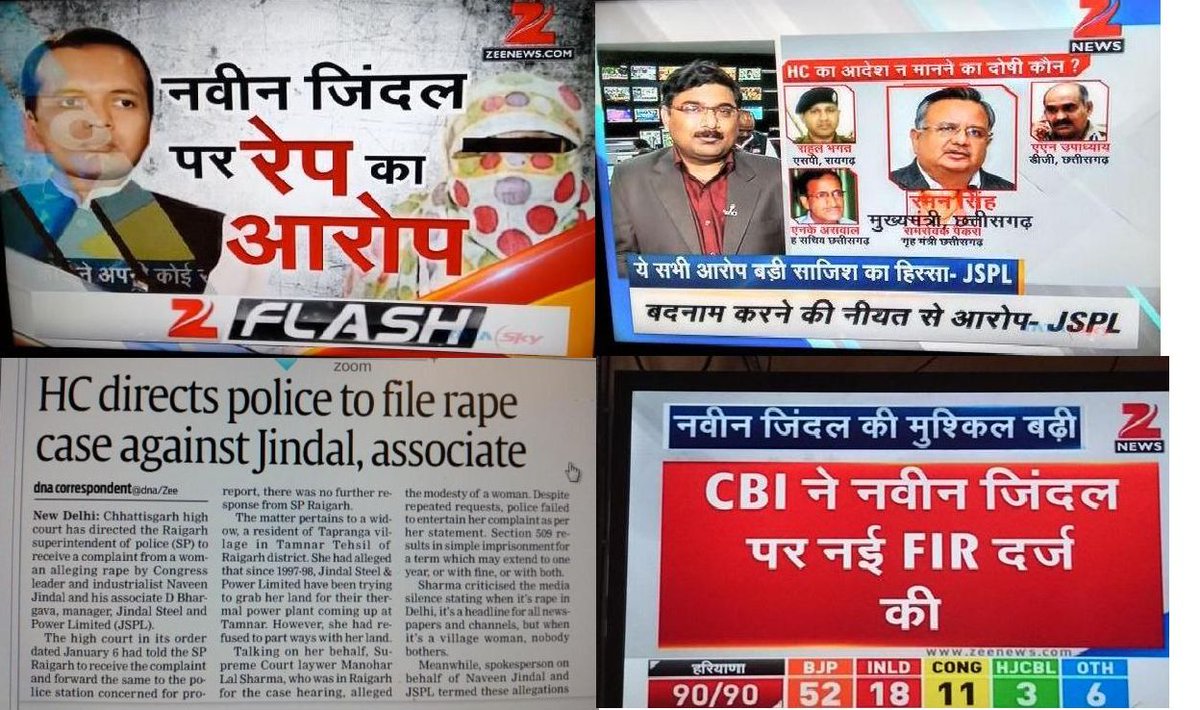 Z
ZEENEWS.COM
नवीन जिंदल
पर रेप का
आरोप
ने अपने कोई
Z FLASH
Sky
Z
NEWS
HC का आदेश न मानने का दोषी कौन ?
राहुल भगत
एसपी, रायगढ़
एएन उपाध्याय
डीजी, छत्तीसगढ़
रमन सिंह
मुख्यमंत्री, छत्तीसगढ़
एनके असवाल
ह सचिव छत्तीसगढ़
गृह मंत्री छत्तीसगढ़
ये सभी आरोप बड़ी साजिश का हिस्सा- JSPL
बदनाम करने की नीयत से आरोप- JSPL
zoom
HC directs police to file rape
case against Jindal, associate
dna correspondent@dna/Zee
New Delhi: Chhattisgarh high
court has directed the Raigarh
superintendent of police (SP) to
receive a complaint from a wom-
an alleging rape by Congress
leader and industrialist Naveen
Jindal and his associate D Bhar-
gava, manager, Jindal Steel and
Power Limited (JSPL).
The high court in its order
dated January 6 had told the SP
Raigarh to receive the complaint
and forward the same to the po-
lice station concerned for pro-
report, there was no further re-
sponse from SP Raigarh.
The matter pertains to a wid-
ow, a resident of Tapranga vil-
lage in Tamnar Tehsil of
Raigarh district. She had alleged
that since 1997-98, Jindal Steel &
Power Limited have been trying
to grab her land for their ther-
mal power plant coming up at
Tamnar. However, she had re-
fused to part ways with her land.
Talking on her behalf, Su-
preme Court laywer Manohar
Lal Sharma, who was in Raigarh
for the case hearing, alleged
the modesty of a woman. Despite
repeated requests, police failed
to entertain her complaint as per
her statement. Section 509 re-
sults in simple imprisonment for
a term which may extend to one
year, or with fine, or with both.
Sharma criticised the media
silence stating when it's rape in
Delhi, it's a headline for all news-
papers and channels, but when
it's a village woman, nobody
bothers.
Meanwhile, spokesperson on
behalf of Naveen Jindal and
JSPL termed these allegations
नवीन जिंदल की मुश्किल बढ़ी
Z
NEWS
CBI ने नवीन जिंदल
पर नई FIR दर्ज
की
www.zeenews.com
हरियाणा BJP INLD CONG HJCBL OTH
90/90 52 18 11 3 6